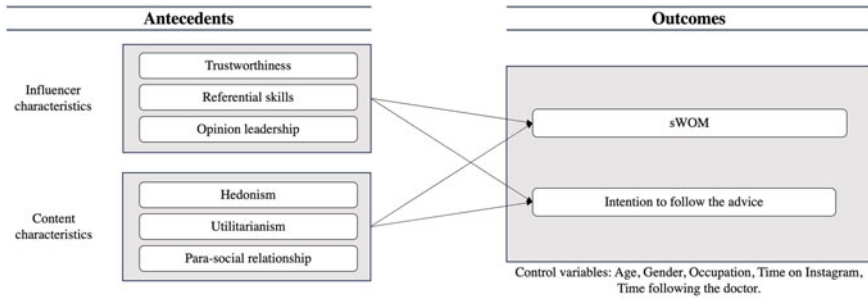 Antecedents
Outcomes
Influencer
characteristics
Trustworthiness
Referential skills
Opinion leadership
Content
characteristics
Hedonism
Utilitarianism
Para-social relationship
sWOM
Intention to follow the advice
Control variables: Age, Gender, Occupation, Time on Instagram,
Time following the doctor.